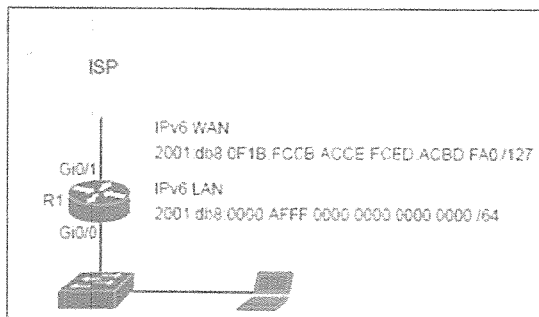 ISP
IPv6 WAN
2001:db8:0F1B:FCCB:ACCE:FCED:ACBD:FA0/127
Gi0/1
IPv6 LAN
R1
2001:db8:0000:AFFF:0000:0000:0000:0000 /64
Gi0/0